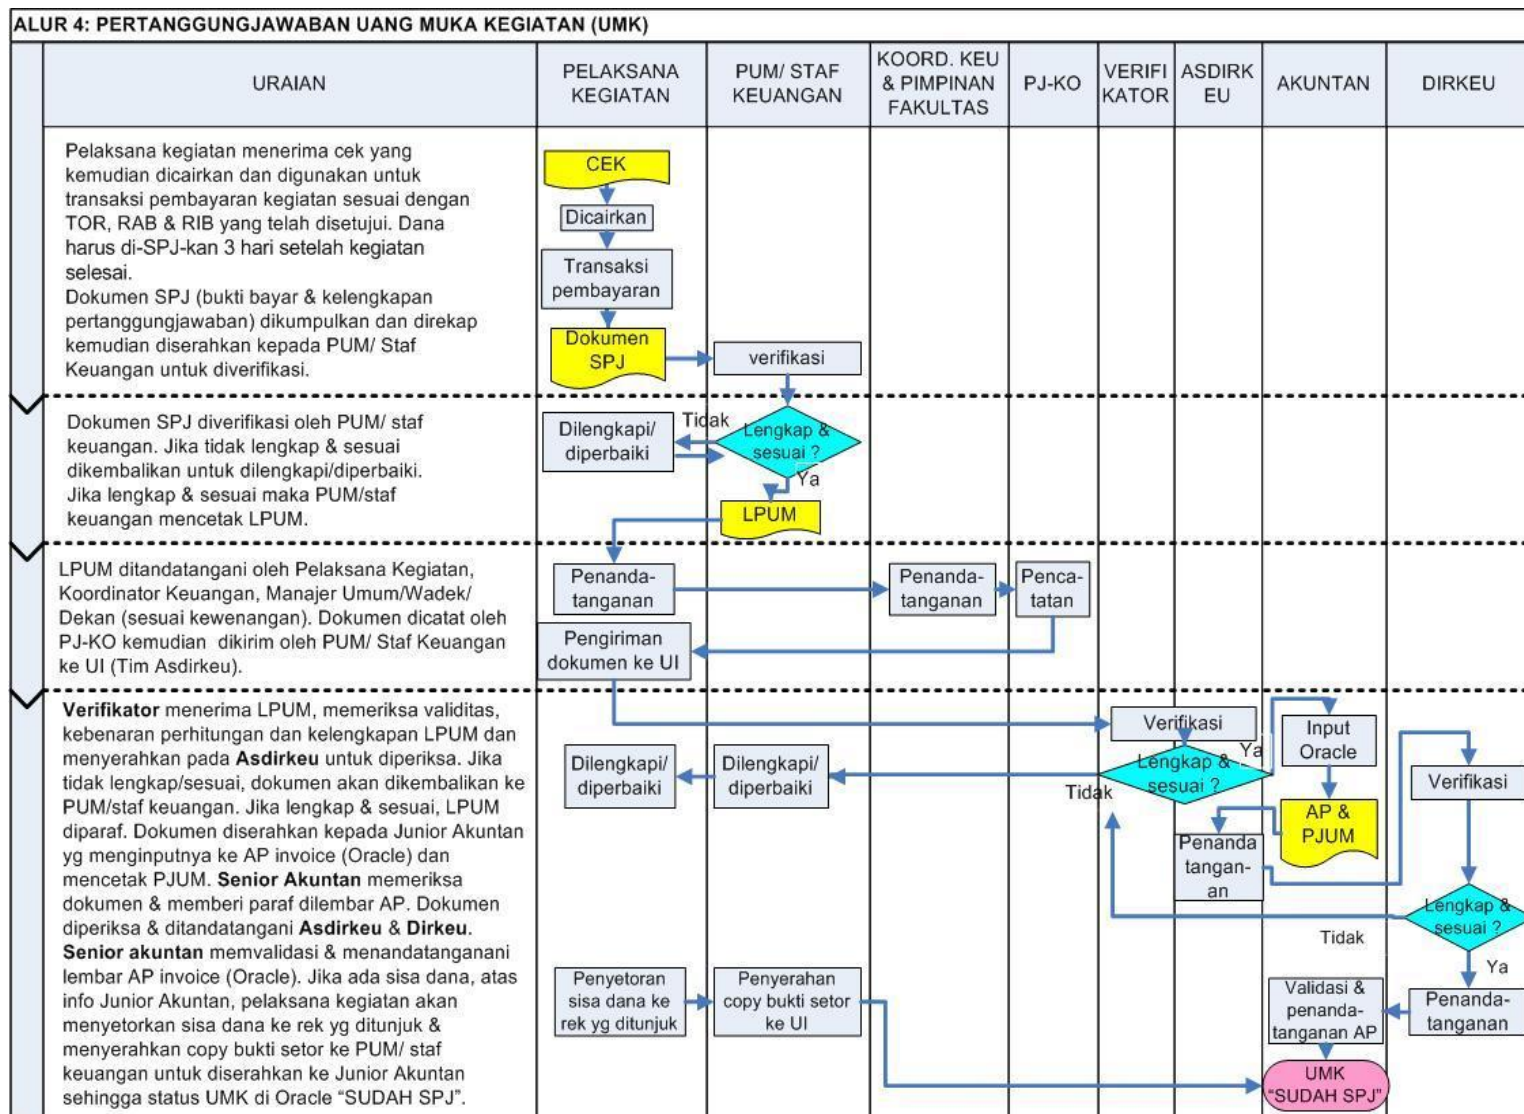 ALUR 4: PERTANGGUNGJAWABAN UANG MUKA KEGIATAN (UMK)
URAIAN
PELAKSANA
KEGIATAN
PUM/ STAF
KEUANGAN
KOORD. KEU
& PIMPINAN
FAKULTAS
PJ-KO
VERIFI
KATOR
ASDIRK
EU
AKUNTAN
DIRKEU
Pelaksana kegiatan menerima cek yang
kemudian dicairkan dan digunakan untuk
transaksi pembayaran kegiatan sesuai dengan
TOR, RAB & RIB yang telah disetujui. Dana
harus di-SPJ-kan 3 hari setelah kegiatan
selesai.
Dokumen SPJ (bukti bayar & kelengkapan
pertanggungjawaban) dikumpulkan dan direkap
kemudian diserahkan kepada PUM/ Staf
Keuangan untuk diverifikasi.
CEK
Dicairkan
Transaksi
pembayaran
Dokumen
SPJ
verifikasi
Dokumen SPJ diverifikasi oleh PUM/ staf
keuangan. Jika tidak lengkap & sesuai
dikembalikan untuk dilengkapi/diperbaiki.
Jika lengkap & sesuai maka PUM/staf
keuangan mencetak LPUM.
Dilengkapi/
diperbaiki
Tidak
Lengkap &
sesuai ?
Ya
LPUM
LPUM ditandatangani oleh Pelaksana Kegiatan,
Koordinator Keuangan, Manajer Umum/Wadek/
Dekan (sesuai kewenangan). Dokumen dicatat oleh
PJ-KO kemudian dikirim oleh PUM/ Staf Keuangan
ke UI (Tim Asdirkeu).
Penanda-
tanganan
Penanda-
tanganan
Penca-
tatan
Pengiriman
dokumen ke UI
Verifikator menerima LPUM, memeriksa validitas,
kebenaran perhitungan dan kelengkapan LPUM dan
menyerahkan pada Asdirkeu untuk diperiksa. Jika
tidak lengkap/sesuai, dokumen akan dikembalikan ke
PUM/staf keuangan. Jika lengkap & sesuai, LPUM
diparaf. Dokumen diserahkan kepada Junior Akuntan
yg menginputnya ke AP invoice (Oracle) dan
mencetak PJUM. Senior Akuntan memeriksa
dokumen & memberi paraf dilembar AP. Dokumen
diperiksa & ditandatangani Asdirkeu & Dirkeu.
Senior akuntan memvalidasi & menandatanganani
lembar AP invoice (Oracle). Jika ada sisa dana, atas
info Junior Akuntan, pelaksana kegiatan akan
menyetorkan sisa dana ke rek yg ditunjuk &
menyerahkan copy bukti setor ke PUM/ staf
keuangan untuk diserahkan ke Junior Akuntan
sehingga status UMK di Oracle “SUDAH SPJ”.
Dilengkapi/
diperbaiki
Dilengkapi/
diperbaiki
Verifikasi
Lengkap &
sesuai ?
Ya
Tidak
Input
Oracle
AP &
PJUM
Penanda
tangan-
an
Verifikasi
Lengkap &
sesuai ?
Tidak
Ya
Penanda-
tanganan
Validasi &
penanda-
tanganan AP
Penyetoran
sisa dana ke
rek yg ditunjuk
Penyerahan
copy bukti setor
ke UI
UMK
“SUDAH SPJ”